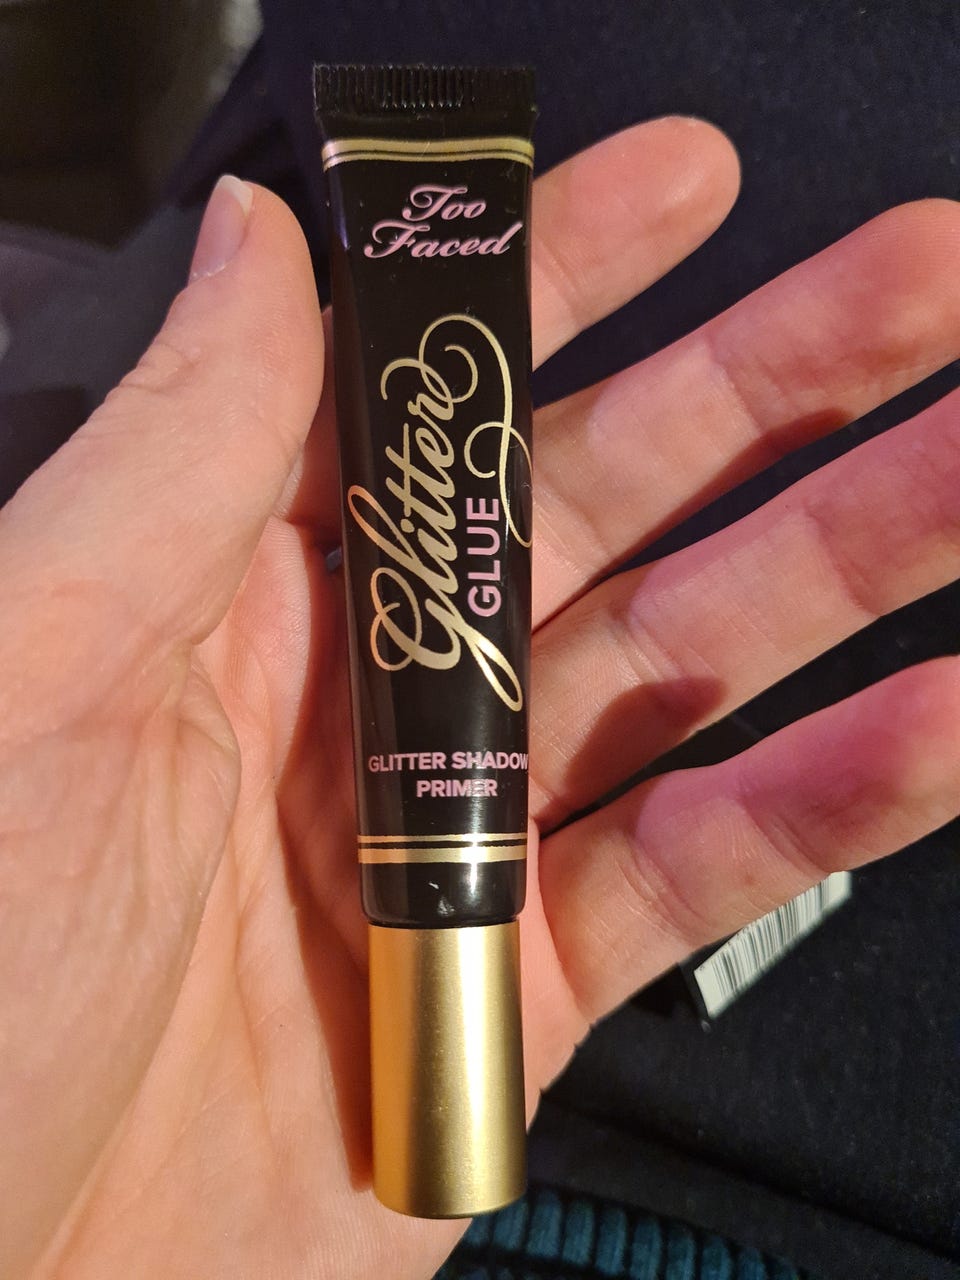 Too
Faced
Glitter
GLUE
GLITTER SHADOW
PRIMER